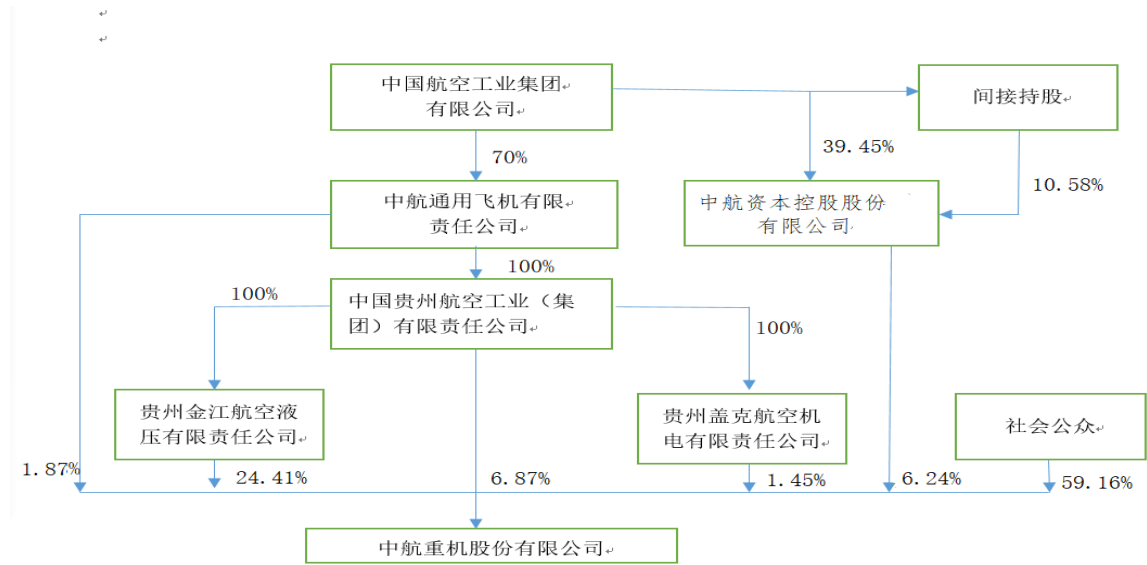 中国航空工业集团
有限公司
间接持股
39.45%
70%
10.58%
中航通用飞机有限
责任公司
中航资本控股股份
有限公司
100%
100%
中国贵州航空工业（集
团）有限责任公司
100%
贵州金江航空液
压有限责任公司
贵州盖克航空机
电有限责任公司
社会公众
1.87%
24.41%
6.87%
1.45%
6.24%
59.16%
中航重机股份有限公司